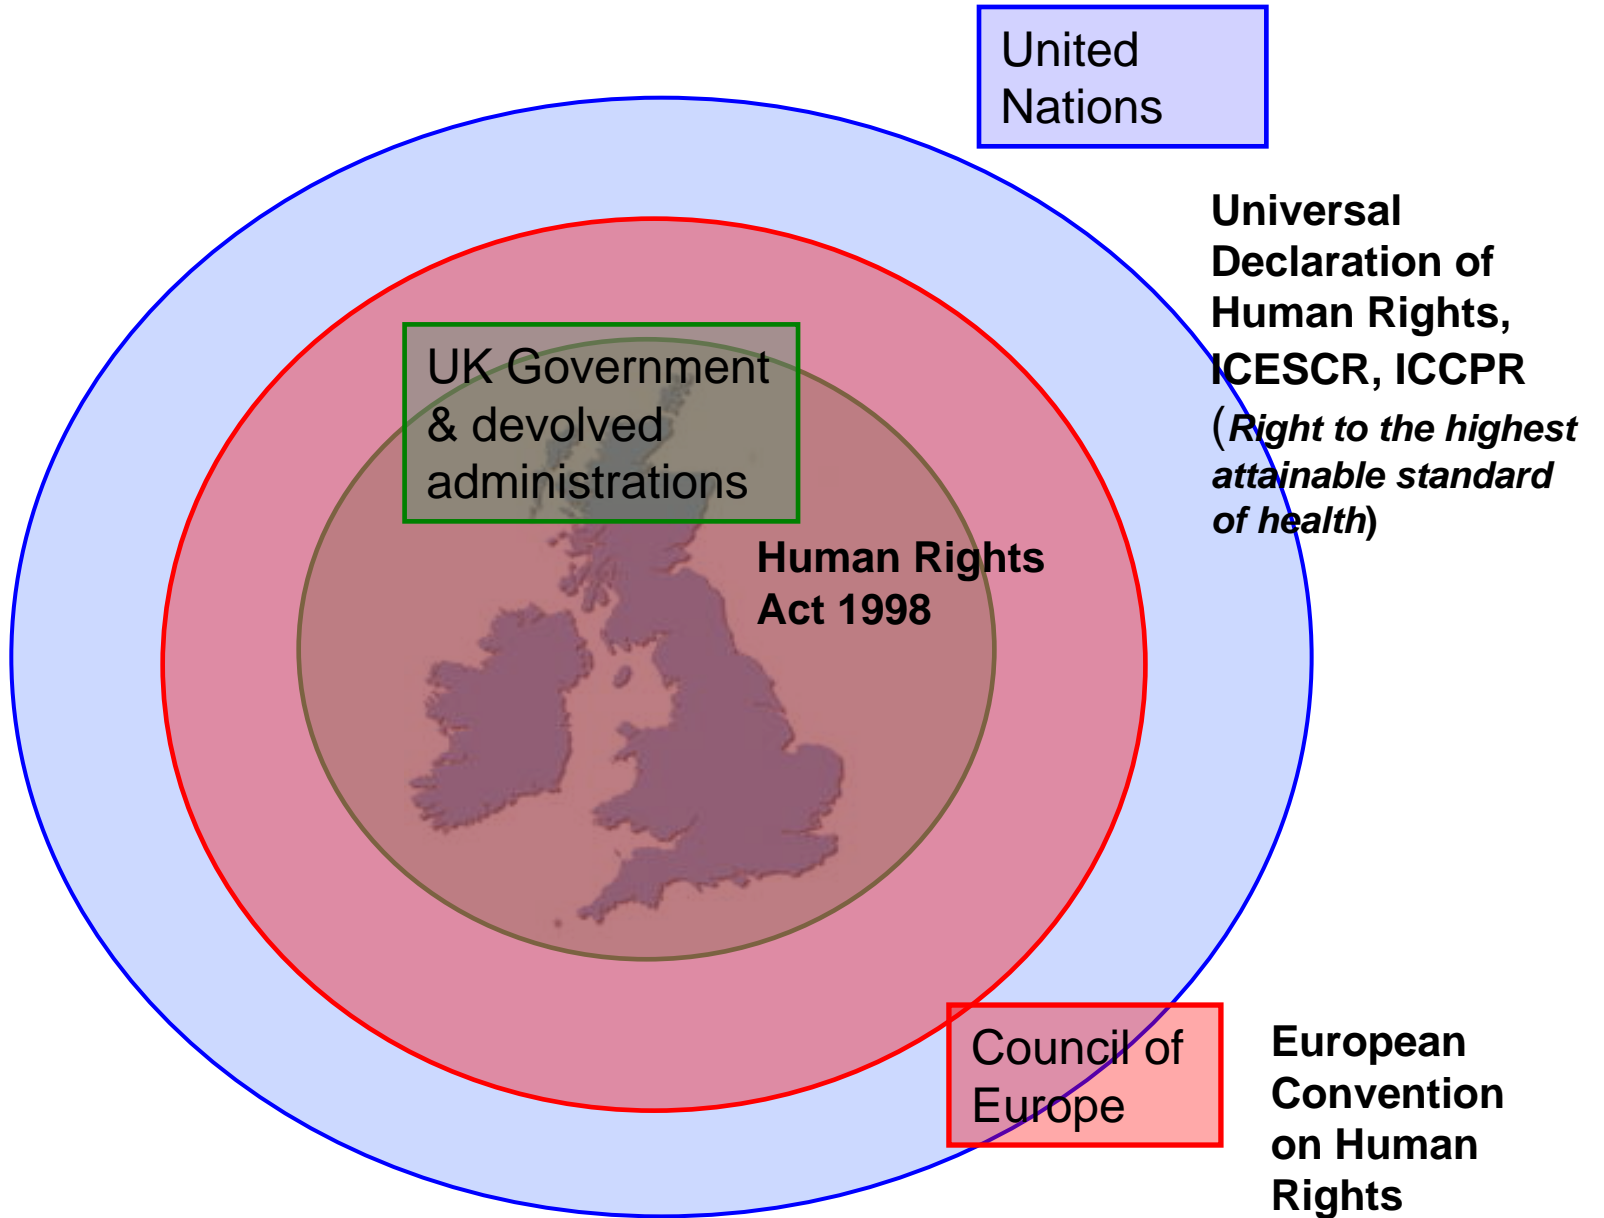 United
Nations
Universal
Declaration of
Human Rights,
ICESCR, ICCPR
(Right to the highest
attainable standard
of health)
UK Government
& devolved
administrations
Human Rights
Act 1998
Council of
Europe
European
Convention
on Human
Rights